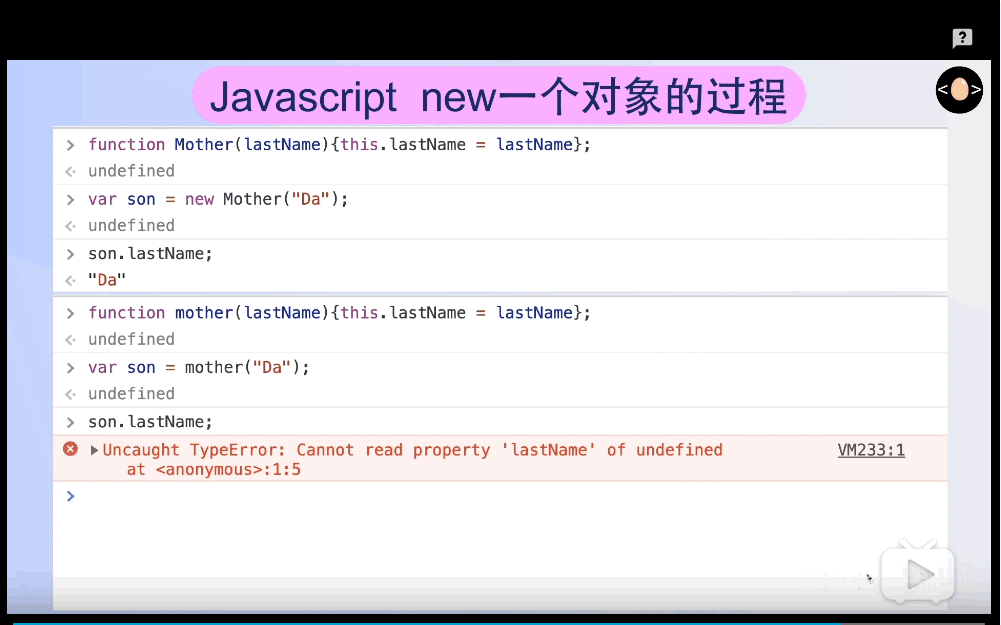 ?
Javascript new一个对象的过程
< >
> function Mother(lastName){this.lastName = lastName};
undefined
> var son = new Mother("Da");
undefined
> son.lastName;
"Da"
> function mother(lastName){this.lastName = lastName};
undefined
> var son = mother("Da");
undefined
> son.lastName;
Uncaught TypeError: Cannot read property 'lastName' of undefined VM233:1
at <anonymous>:1:5
>